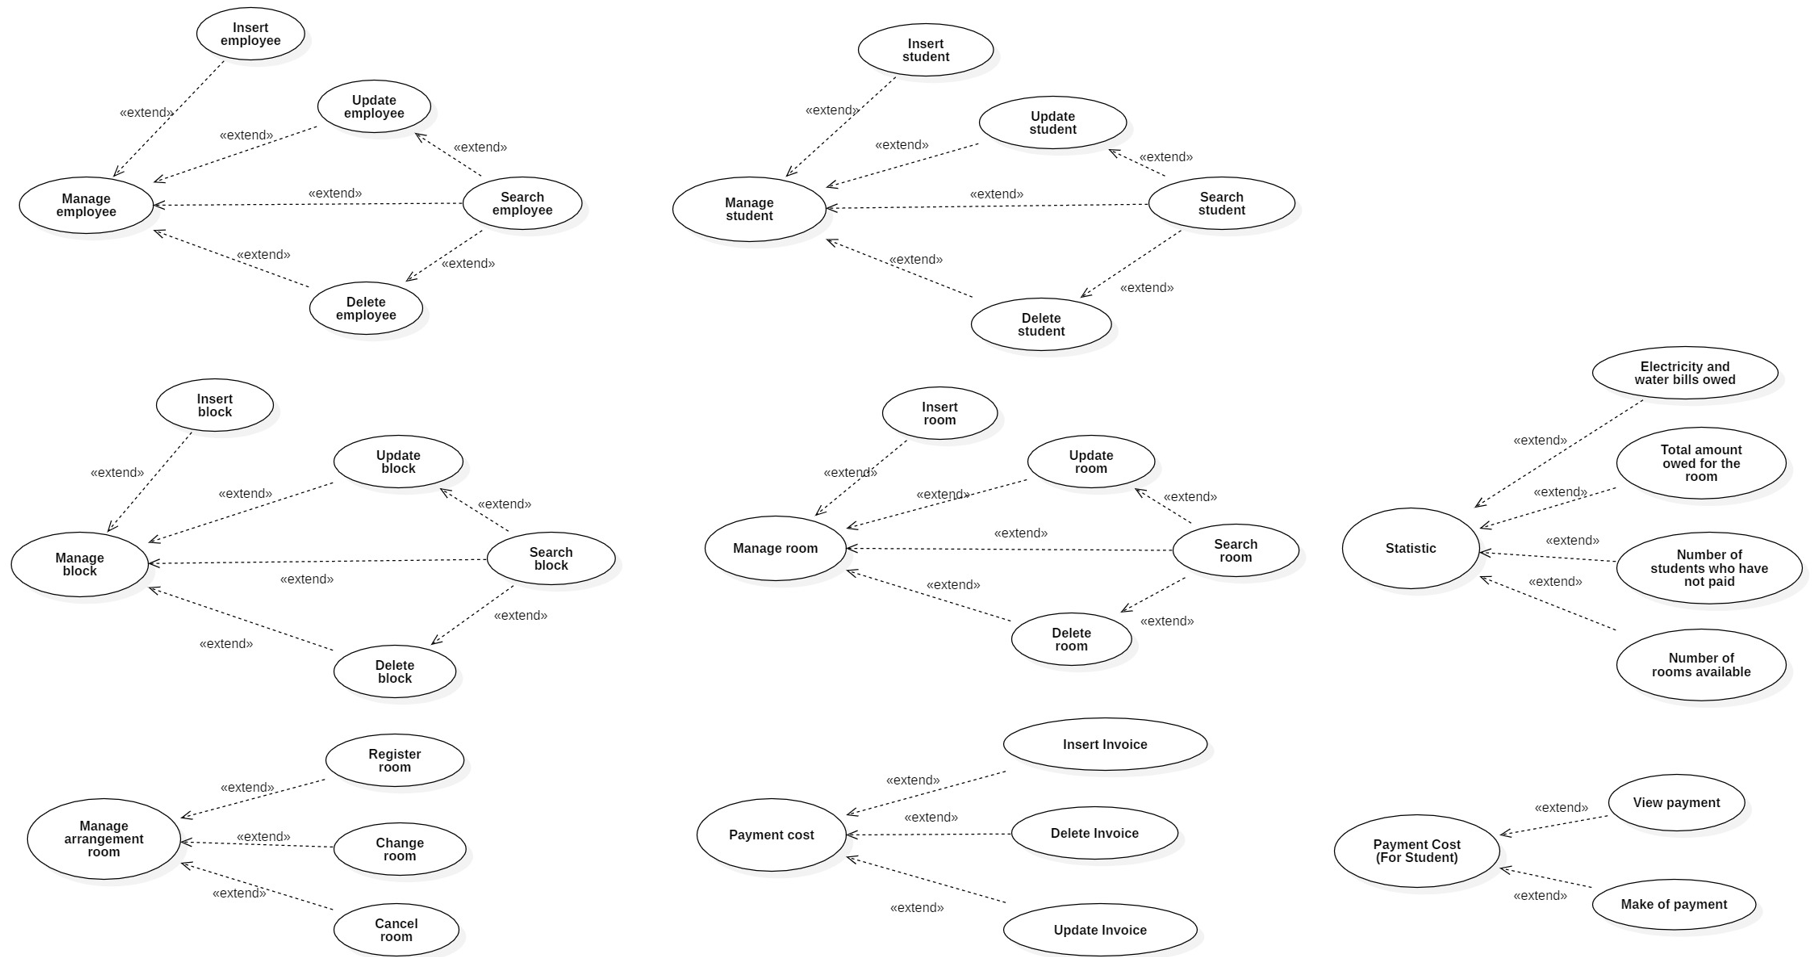 Insert
employee
«extend»
Update
employee
«extend»
«extend»
Manage
employee
«extend»
Search
employee
«extend»
«extend»
Delete
employee
Insert
student
«extend»
Update
student
«extend»
«extend»
Manage
student
«extend»
Search
student
«extend»
«extend»
Delete
student
Insert
block
«extend»
Update
block
«extend»
«extend»
Manage
block
«extend»
Search
block
«extend»
«extend»
Delete
block
Insert
room
«extend»
Update
room
«extend»
«extend»
Manage room
«extend»
Search
room
«extend»
«extend»
Delete
room
Electricity and
water bills owed
«extend»
Total amount
owed for the
room
«extend»
Statistic
«extend»
Number of
students who have
not paid
«extend»
Number of
rooms available
Register
room
«extend»
Manage
arrangement
room
«extend»
Change
room
«extend»
Cancel
room
Insert Invoice
«extend»
Payment cost
«extend»
Delete Invoice
«extend»
Update Invoice
View payment
«extend»
Payment Cost
(For Student)
«extend»
Make of payment